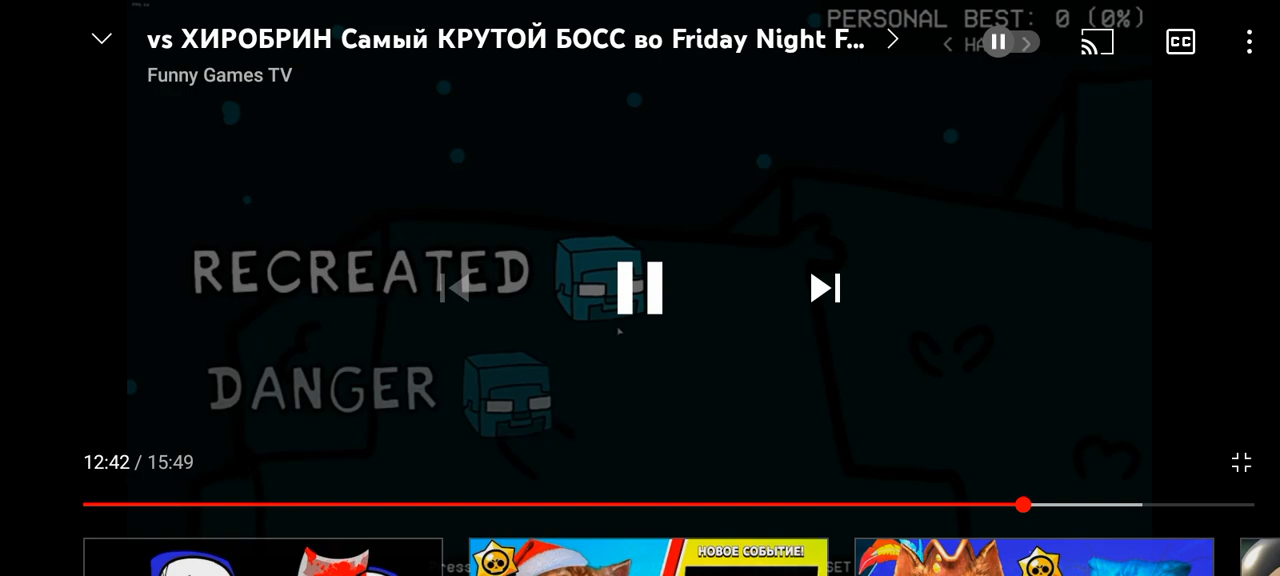 PERSONAL BEST: 0 (0%)
vs ХИРОБРИН Самый КРУТОЙ БОСС во Friday Night F...
Funny Games TV
CC
RECREATED
DANGER
12:42 / 15:49
НОВОЕ СОБЫТИЕ!